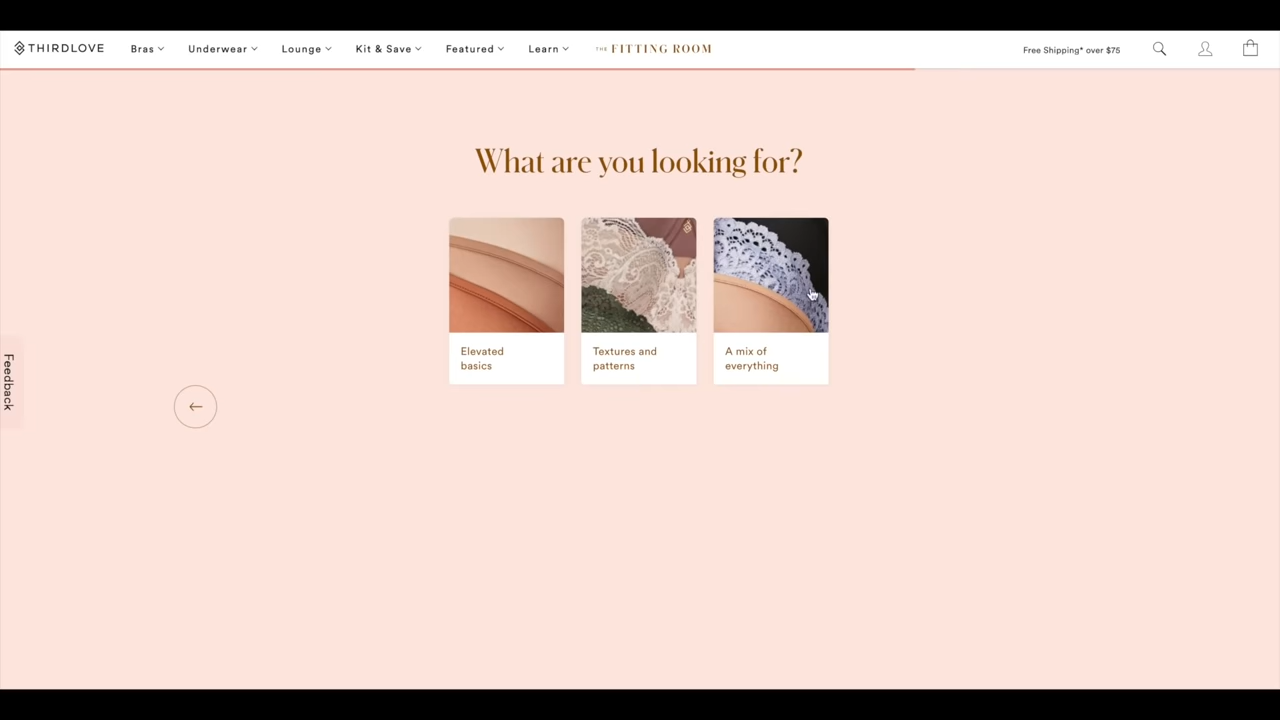 THIRDLOVE
Bras
Underwear
Lounge
Kit & Save
Featured
Learn
THE FITTING ROOM
Free Shipping* over $75
What are you looking for?
Elevated
basics
Textures and
patterns
A mix of
everything
Feedback